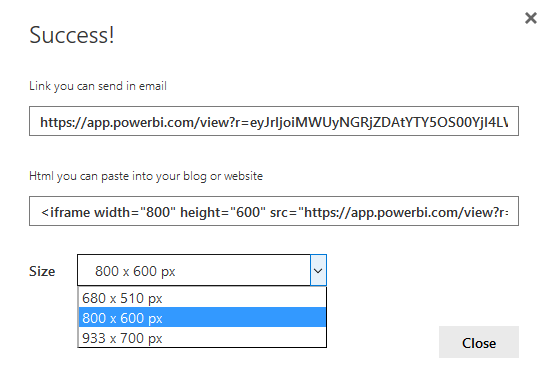 Success!
Link you can send in email
https://app.powerbi.com/view?r=eyJrIjoiMWUyNGRjZDAtYTY5OS00YjI4LW
Html you can paste into your blog or website
<iframe width="800" height="600" src="https://app.powerbi.com/view?r=
Size
800 x 600 px
680 x 510 px
800 x 600 px
933 x 700 px
Close